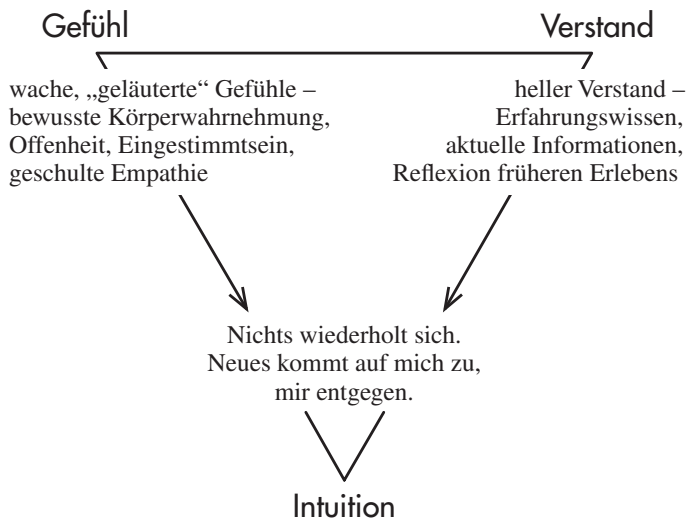 Gefühl
Verstand
wache, „geläuterte“ Gefühle –
bewusste Körperwahrnehmung,
Offenheit, Eingestimmtsein,
geschulte Empathie
heller Verstand –
Erfahrungswissen,
aktuelle Informationen,
Reflexion früheren Erlebens
Nichts wiederholt sich.
Neues kommt auf mich zu,
mir entgegen.
Intuition